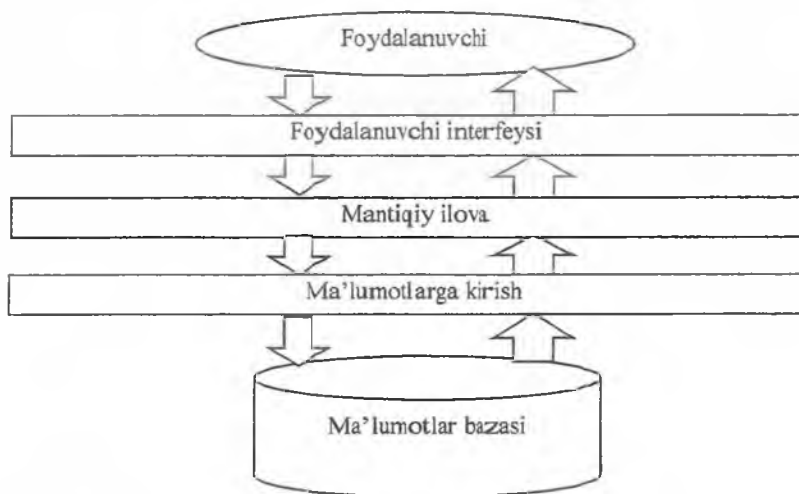 Foydalanuvchi
Foydalanuvchi interfeysi
Mantiqiy ilova
Ma’lumotlarga kirish
Ma’lumotlar bazasi